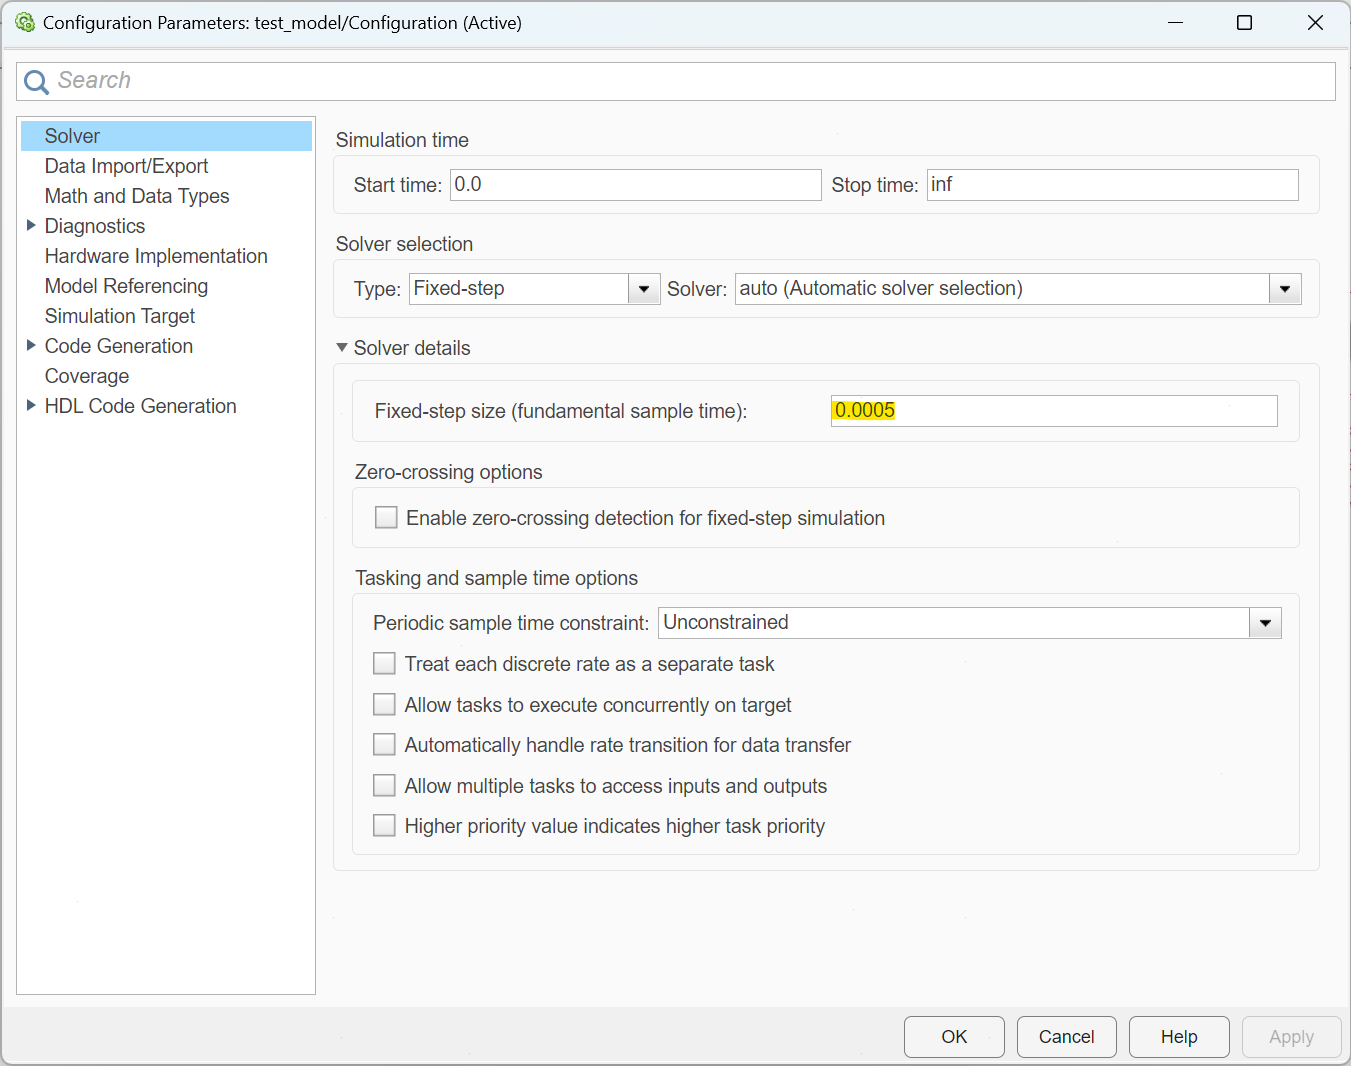 Configuration Parameters: test_model/Configuration (Active)
Search
Solver
Data Import/Export
Math and Data Types
Diagnostics
Hardware Implementation
Model Referencing
Simulation Target
Code Generation
Coverage
HDL Code Generation
Simulation time
Start time: 0.0 Stop time: inf
Solver selection
Type: Fixed-step Solver: auto (Automatic solver selection)
Solver details
Fixed-step size (fundamental sample time): 0.0005
Zero-crossing options
Enable zero-crossing detection for fixed-step simulation
Tasking and sample time options
Periodic sample time constraint: Unconstrained
Treat each discrete rate as a separate task
Allow tasks to execute concurrently on target
Automatically handle rate transition for data transfer
Allow multiple tasks to access inputs and outputs
Higher priority value indicates higher task priority
OK Cancel Help Apply